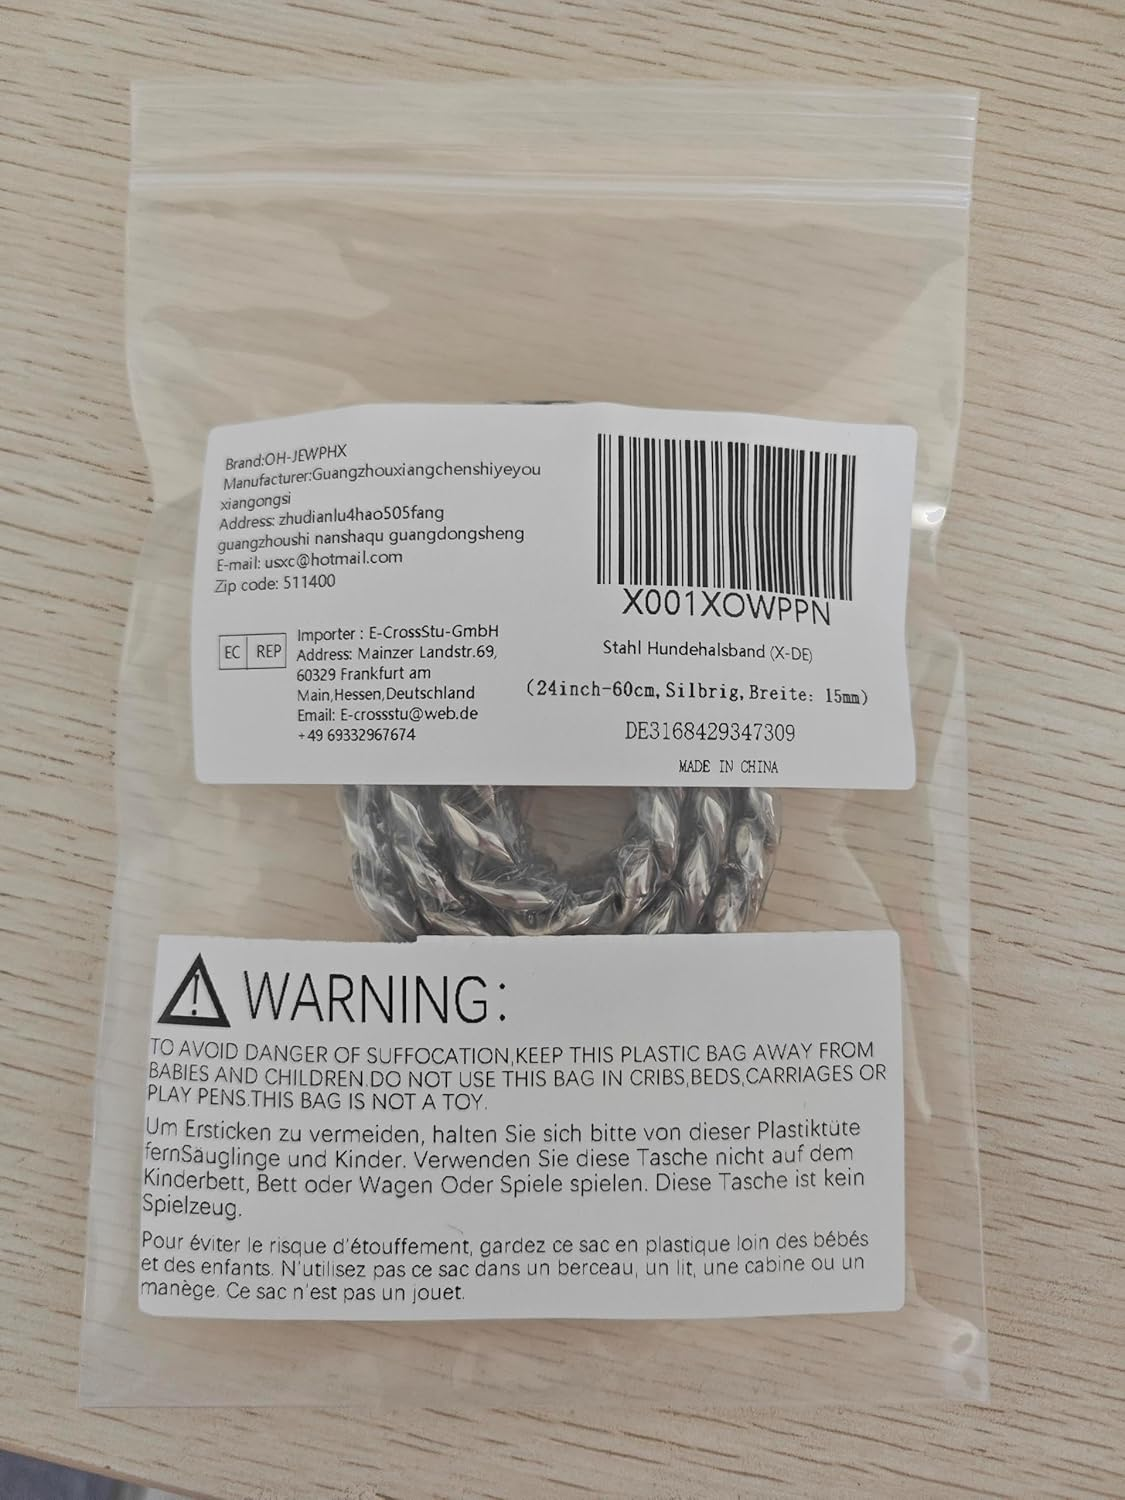 Brand:OH-JEWPHX
Manufacturer:Guangzhouxiangchenshiyeyou
xiangongsi
Address: zhudianlu4hao505fang
guangzhoushi nanshaqu guangdongsheng
E-mail: usxc@hotmail.com
Zip code: 511400
EC REP
Importer : E-CrossStu-GmbH
Address: Mainzer Landstr.69,
60329 Frankfurt am
Main,Hessen,Deutschland
Email: E-crossstu@web.de
+49 69332967674
X001XOWPPN
Stahl Hundehalsband (X-DE)
(24inch-60cm, Silbrig, Breite: 15mm)
DE3168429347309
MADE IN CHINA
WARNING:
TO AVOID DANGER OF SUFFOCATION,KEEP THIS PLASTIC BAG AWAY FROM
BABIES AND CHILDREN.DO NOT USE THIS BAG IN CRIBS,BEDS,CARRIAGES OR
PLAY PENS.THIS BAG IS NOT A TOY.
Um Ersticken zu vermeiden, halten Sie sich bitte von dieser Plastiktüte
fernSäuglinge und Kinder. Verwenden Sie diese Tasche nicht auf dem
Kinderbett, Bett oder Wagen Oder Spiele spielen. Diese Tasche ist kein
Spielzeug.
Pour éviter le risque d'étouffement, gardez ce sac en plastique loin des bébés
et des enfants. N'utilisez pas ce sac dans un berceau, un lit, une cabine ou un
manège. Ce sac n'est pas un jouet.